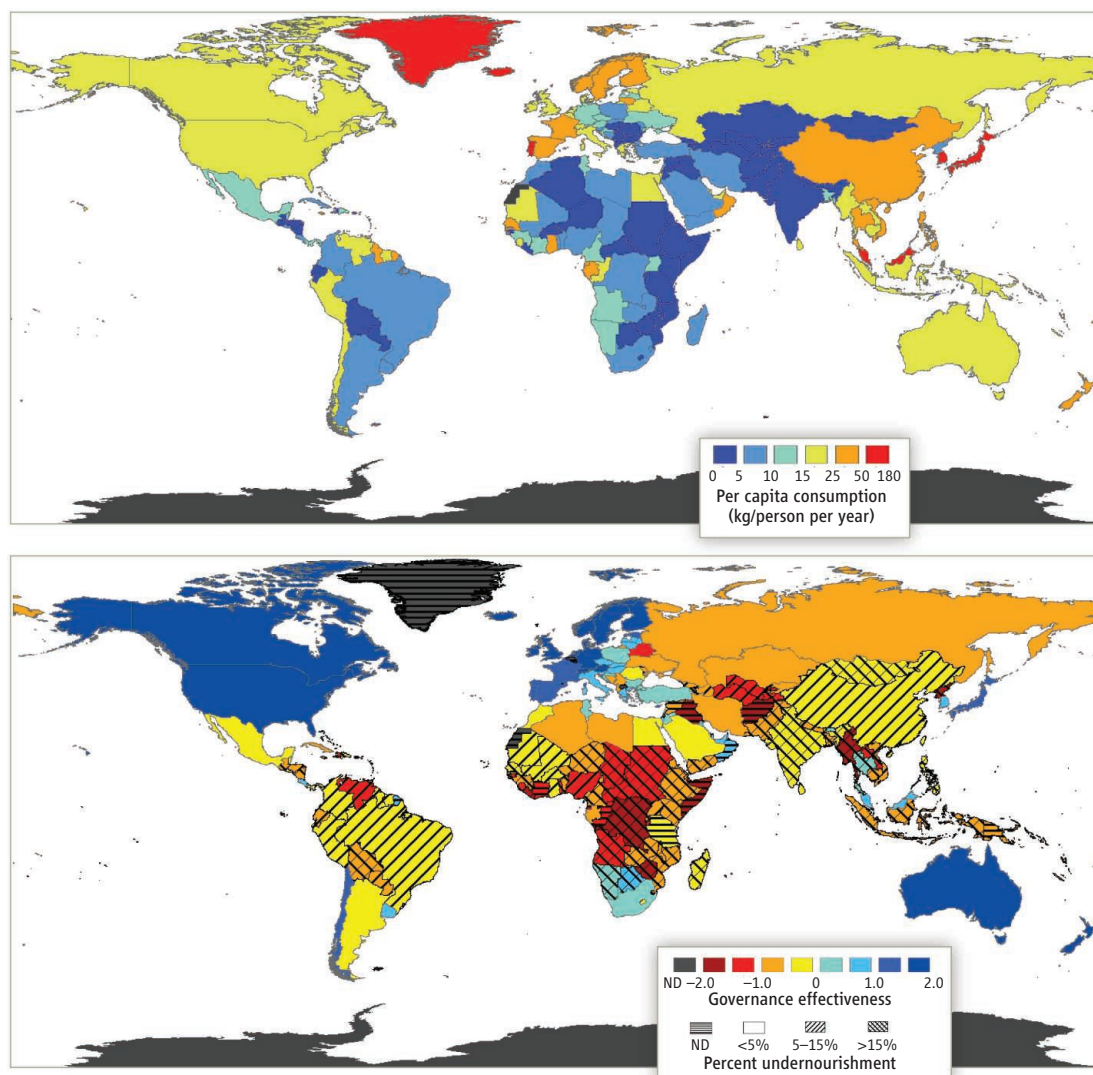 0 5 10 15 25 50 180
Per capita consumption
(kg/person per year)
ND –2.0 –1.0 0 1.0 2.0
Governance effectiveness
ND <5% 5–15% >15%
Percent undernourishment